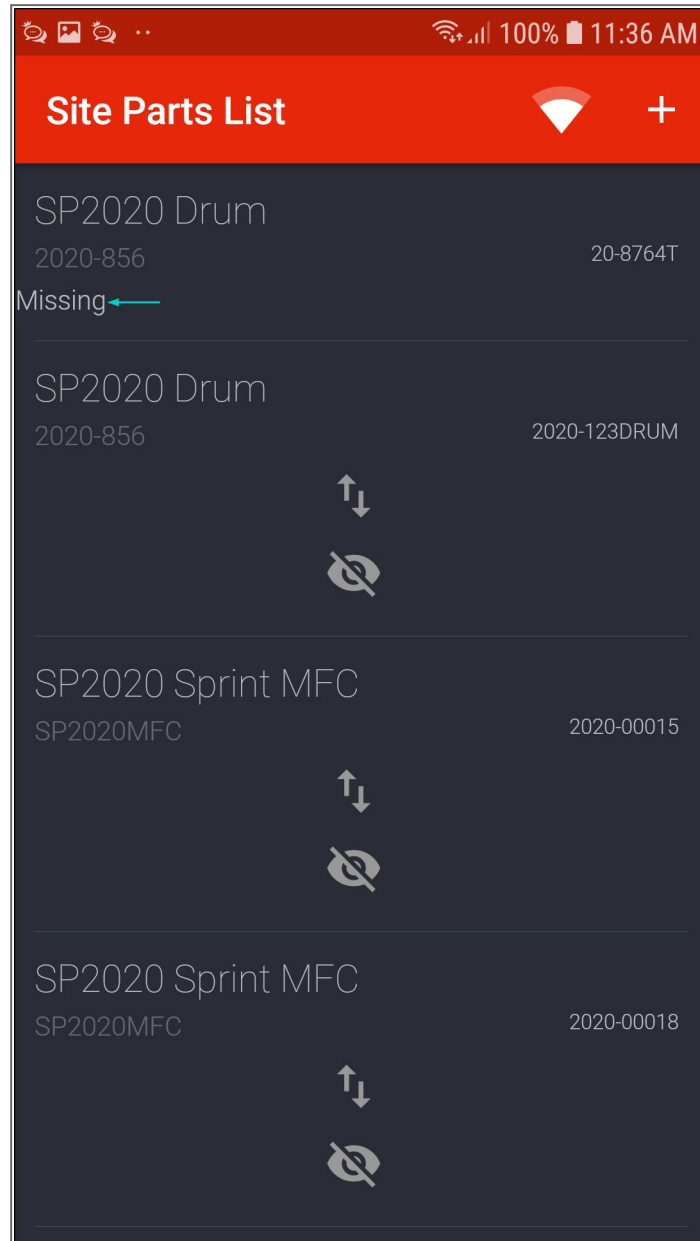 100% 11:36 AM
Site Parts List +
SP2020 Drum
2020-856 20-8764T
Missing
SP2020 Drum
2020-856 2020-123DRUM
SP2020 Sprint MFC
SP2020MFC 2020-00015
SP2020 Sprint MFC
SP2020MFC 2020-00018